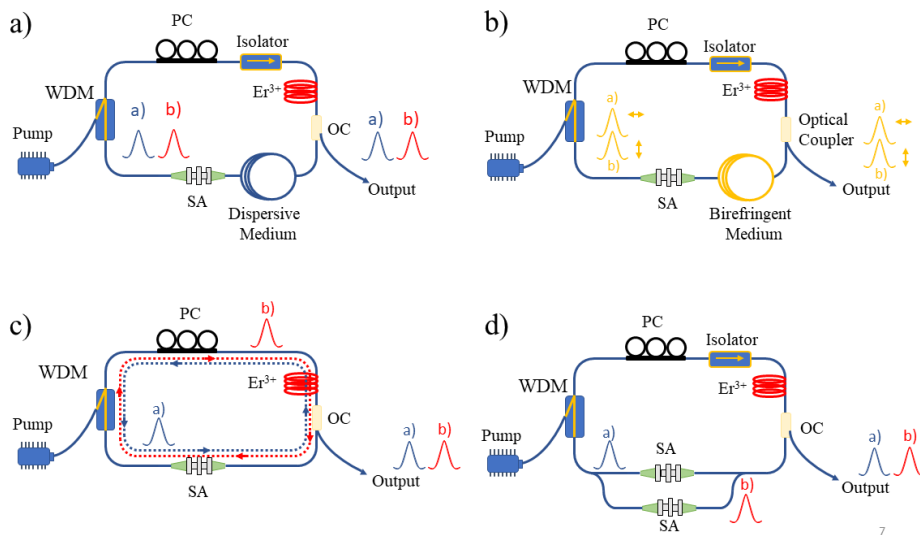 a)
PC
Isolator
WDM
Er3+
Pump
a) b)
OC
a) b)
SA
Dispersive
Medium
Output
b)
PC
Isolator
WDM
Er3+
Pump
a)
b)
Optical
Coupler
a)
b)
SA
Birefringent
Medium
Output
c)
PC
b)
WDM
Er3+
Pump
a)
OC
a) b)
SA
Output
d)
PC
Isolator
WDM
Er3+
Pump
a)
OC
SA
a) b)
b)
SA
Output
7